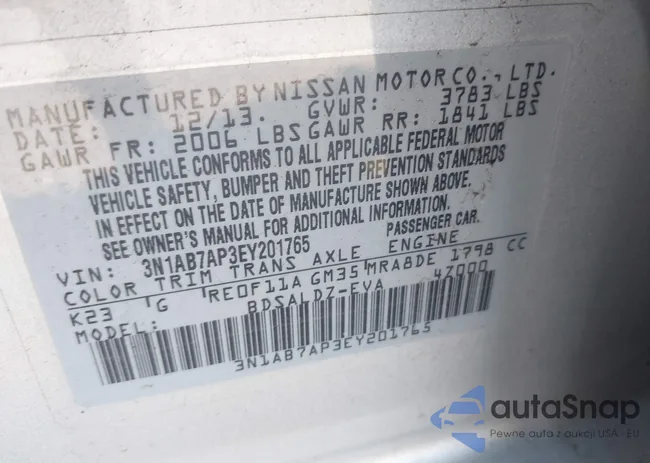 MANUFACTURED BY NISSAN MOTOR CO., LTD.
DATE: 12/13. GVWR: 3783 LBS
GAWR FR: 2006 LBS GAWR RR: 1841 LBS
THIS VEHICLE CONFORMS TO ALL APPLICABLE FEDERAL MOTOR
VEHICLE SAFETY, BUMPER AND THEFT PREVENTION STANDARDS
IN EFFECT ON THE DATE OF MANUFACTURE SHOWN ABOVE.
SEE OWNER'S MANUAL FOR ADDITIONAL INFORMATION.
VIN: 3N1AB7AP3EY201765 PASSENGER CAR.
COLOR TRIM TRANS AXLE ENGINE
K23 G RE0F11A GM35 MRA8DE 1798 CC
MODEL: BDSALDZ-EVA 47000
3N1AB7AP3EY201765
autaSnap
Pewne auta z aukcji USA - EU